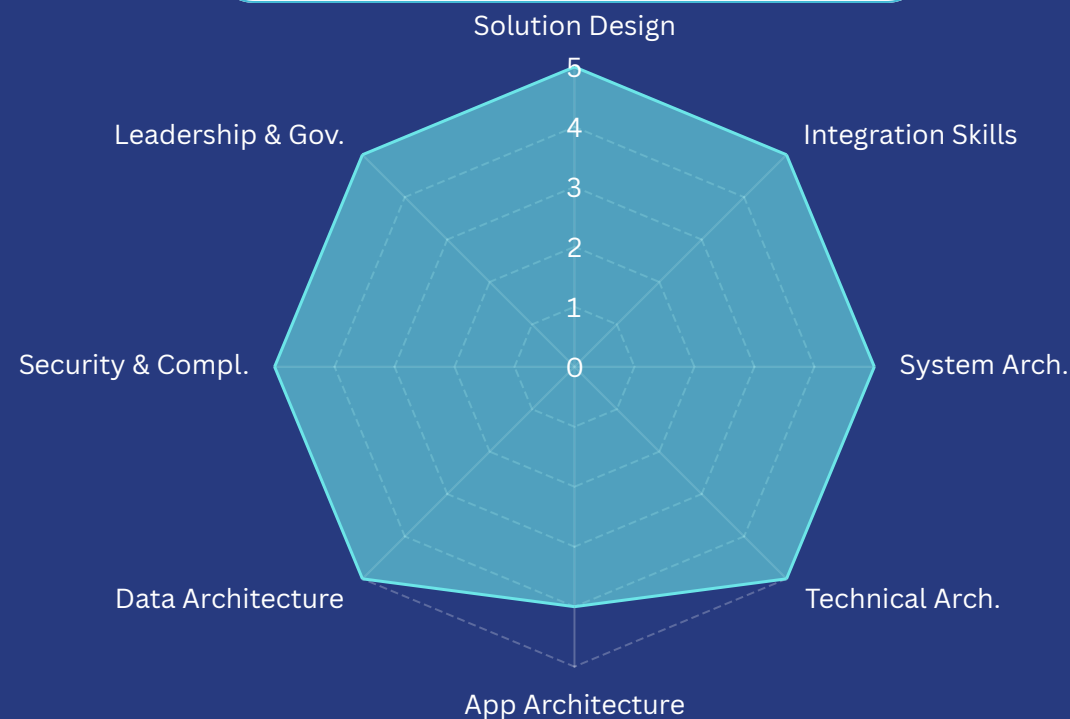 Solution Design
5
Leadership & Gov.
4
Integration Skills
3
2
1
Security & Compl.
0
System Arch.
Data Architecture
Technical Arch.
App Architecture